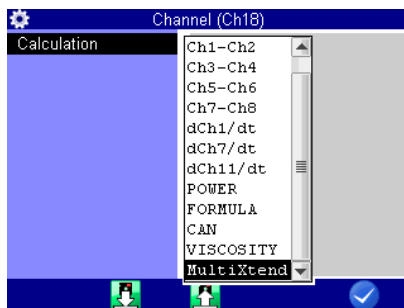 Channel (Ch18)
Calculation
Ch1-Ch2
Ch3-Ch4
Ch5-Ch6
Ch7-Ch8
dCh1/dt
dCh7/dt
dCh11/dt
POWER
FORMULA
CAN
VISCOSITY
MultiXtend